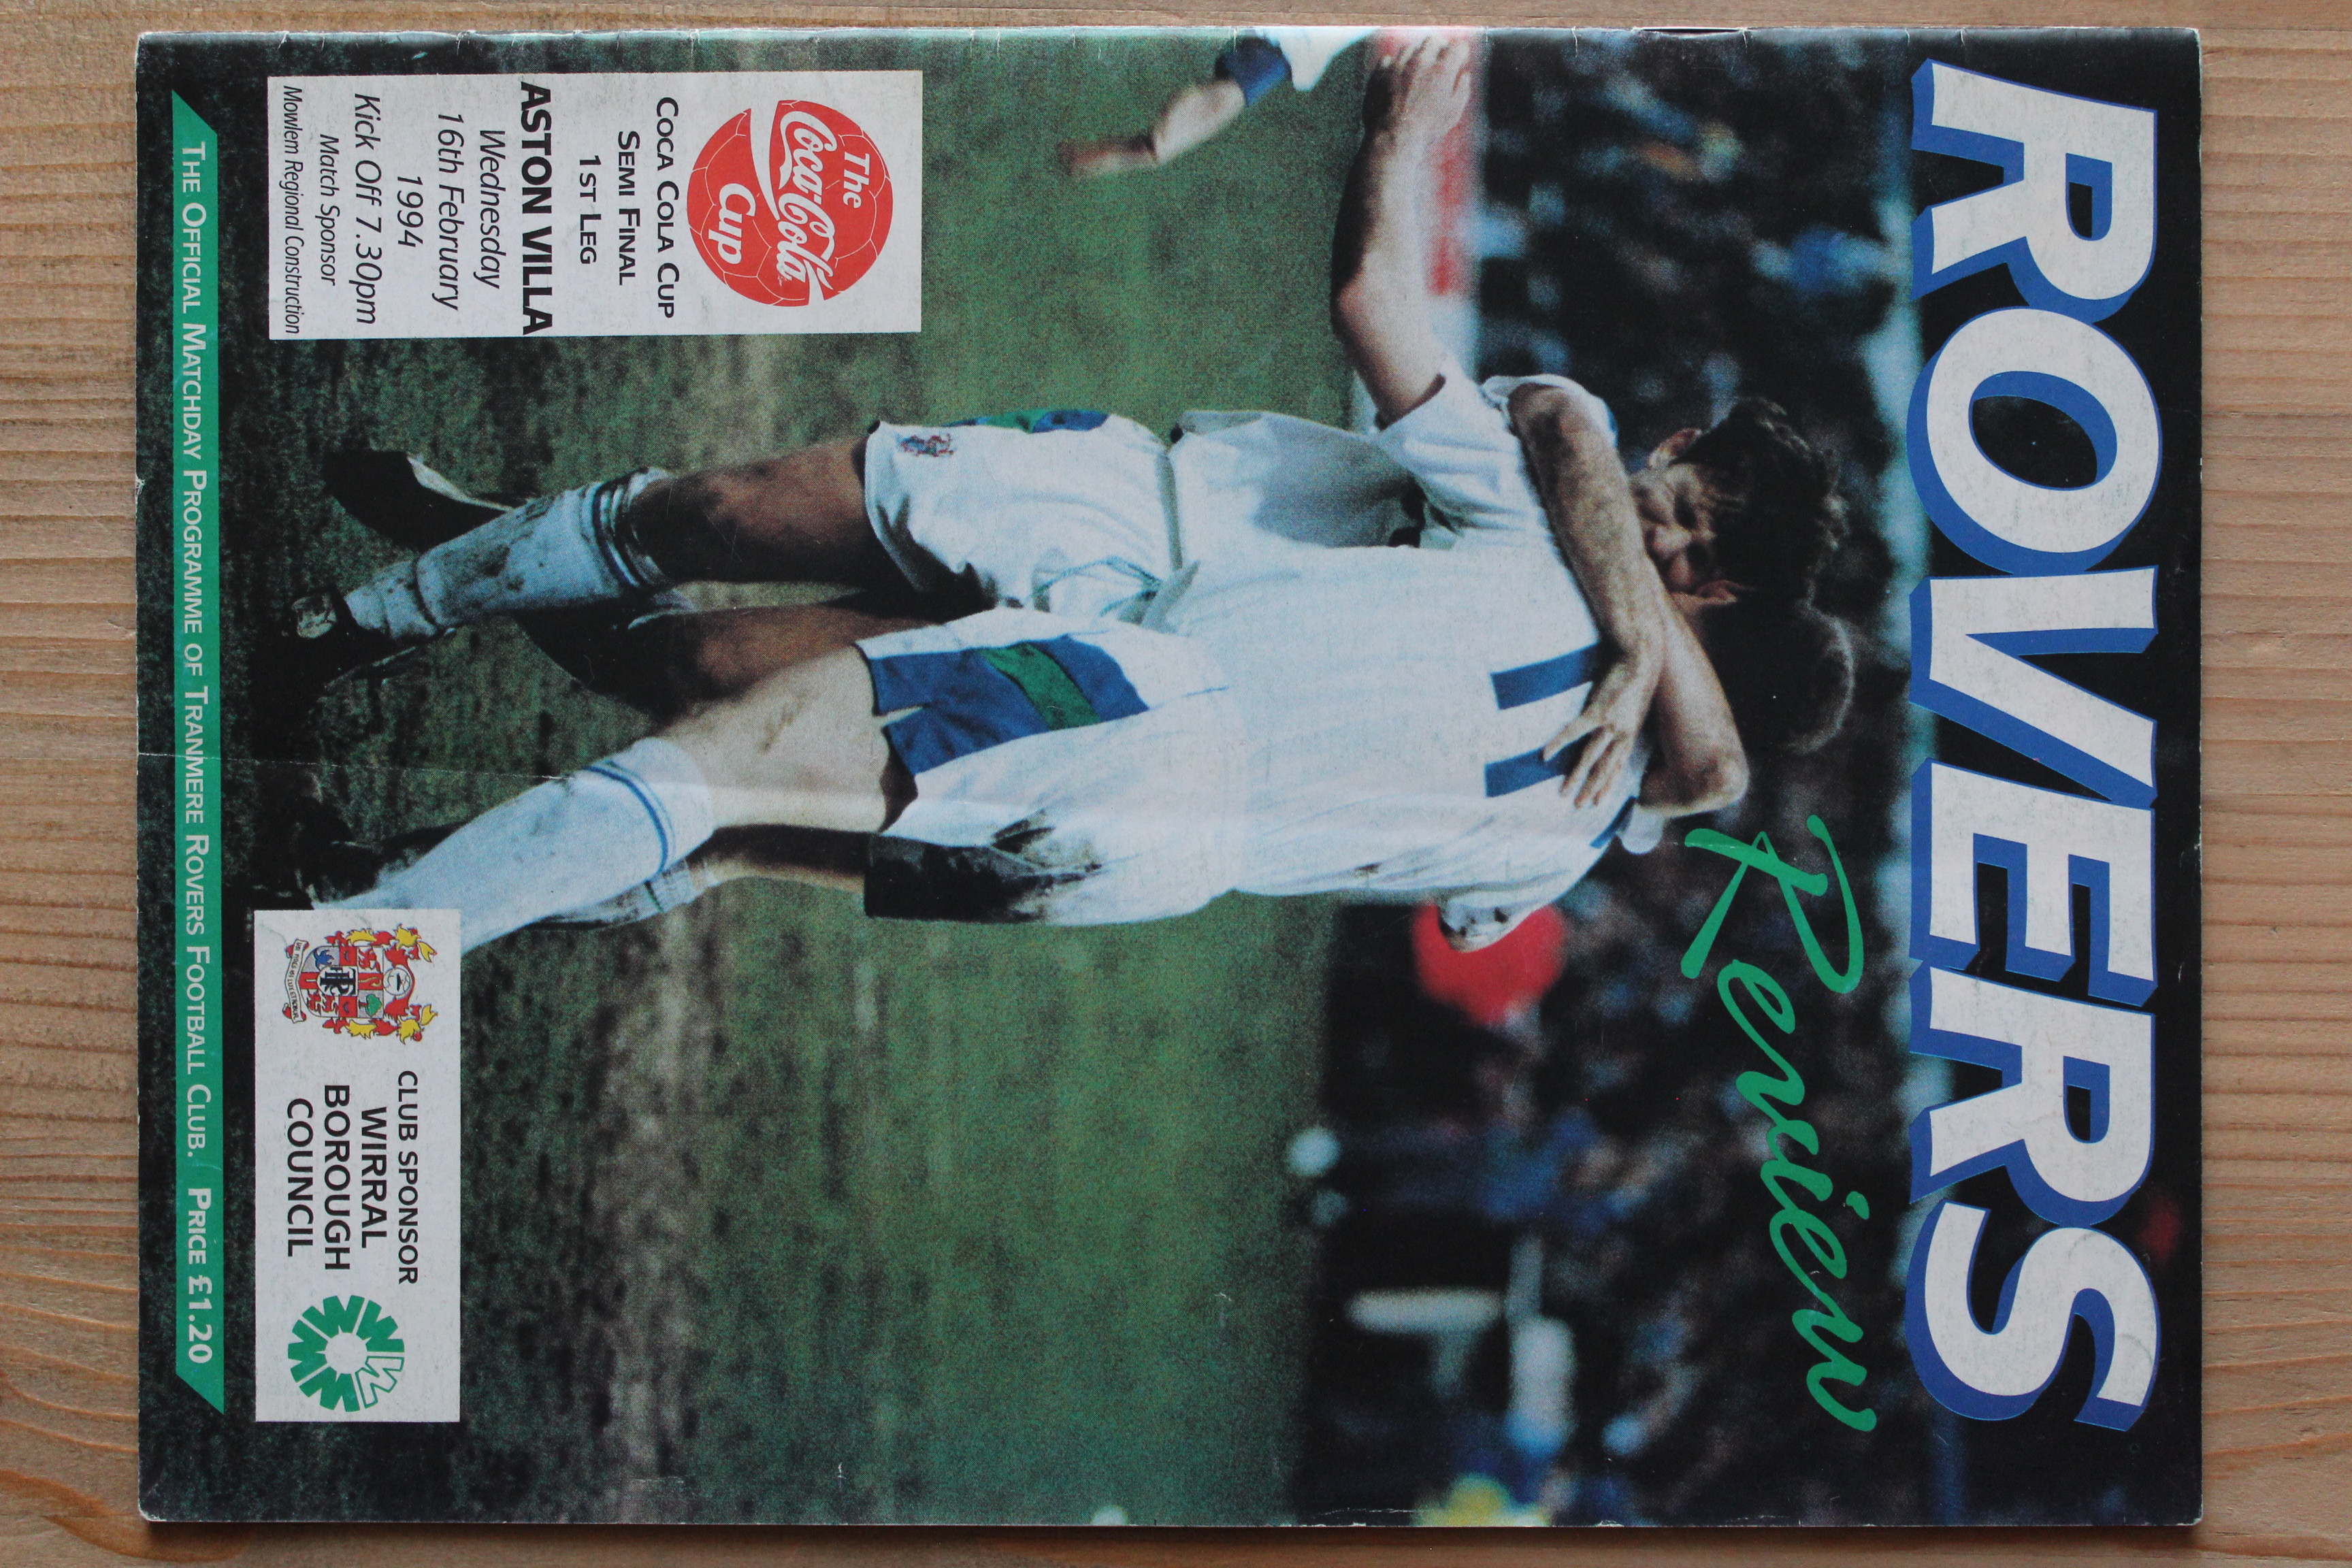 ROVERS
Review
The
Coca-Cola
Cup
COCA COLA CUP
SEMI FINAL
1ST LEG
ASTON VILLA
Wednesday
16th February
1994
Kick Off 7.30pm
Match Sponsor
Mowlem Regional Construction
CLUB SPONSOR
WIRRAL
BOROUGH
COUNCIL
THE OFFICIAL MATCHDAY PROGRAMME OF TRANMERE ROVERS FOOTBALL CLUB. PRICE £1.20